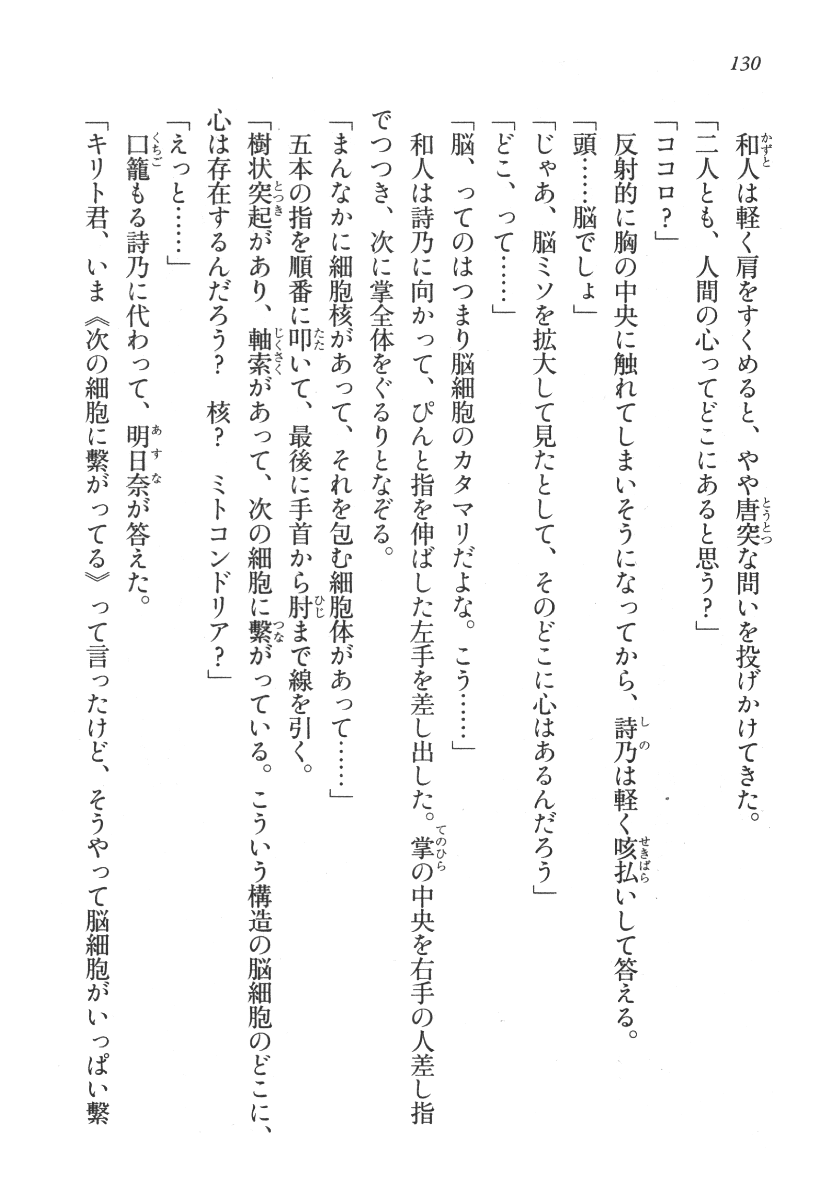 130
和人は軽く肩をすくめると、やや唐突な問いを投げかけてきた。
「二人とも、人間の心ってどこにあると思う?」
「ココロ?」
反射的に胸の中央に触れてしまいそうになってから、詩乃は軽く咳払いして答える。
「頭……脳でしょ」
「じゃあ、脳ミソを拡大して見たとして、そのどこに心はあるんだろう」
「どこ、って……」
「脳、ってのはつまり脳細胞のカタマリだよな。こう……」
和人は詩乃に向かって、ぴんと指を伸ばした左手を差し出した。掌の中央を右手の人差し指
でつつき、次に掌全体をぐるりとなぞる。
「まんなかに細胞核があって、それを包む細胞体があって……」
五本の指を順番に叩いて、最後に手首から肘まで線を引く。
「樹状突起があり、軸索があって、次の細胞に繋がっている。こういう構造の脳細胞のどこに、
心は存在するんだろう? 核? ミトコンドリア?」
「えっと……」
口籠もる詩乃に代わって、明日奈が答えた。
「キリト君、いま《次の細胞に繋がってる》って言ったけど、そうやって脳細胞がいっぱい繋